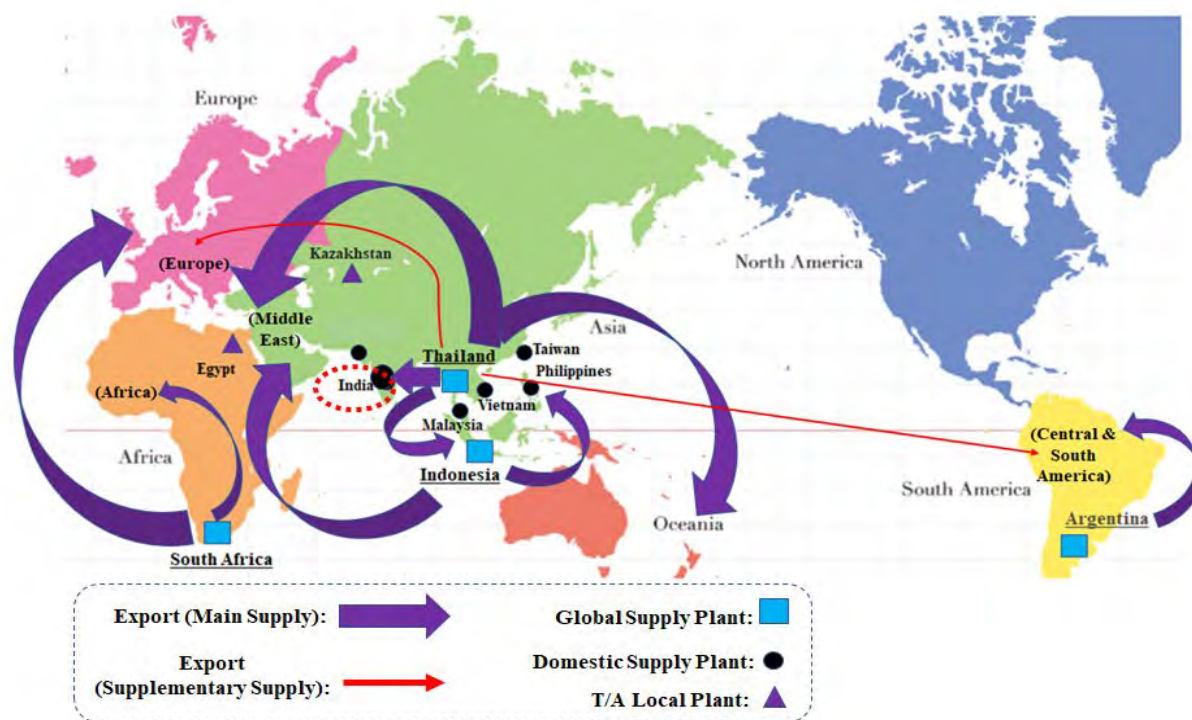 Europe
Kazakhstan
(Europe)
North America
(Middle
East)
Asia
Taiwan
Thailand
Philippines
Egypt
India
(Africa)
Vietnam
Malaysia
(Central &
South
America)
Africa
Indonesia
South America
Oceania
Argentina
South Africa
Export (Main Supply):
Global Supply Plant:
Export
(Supplementary Supply):
Domestic Supply Plant:
T/A Local Plant: